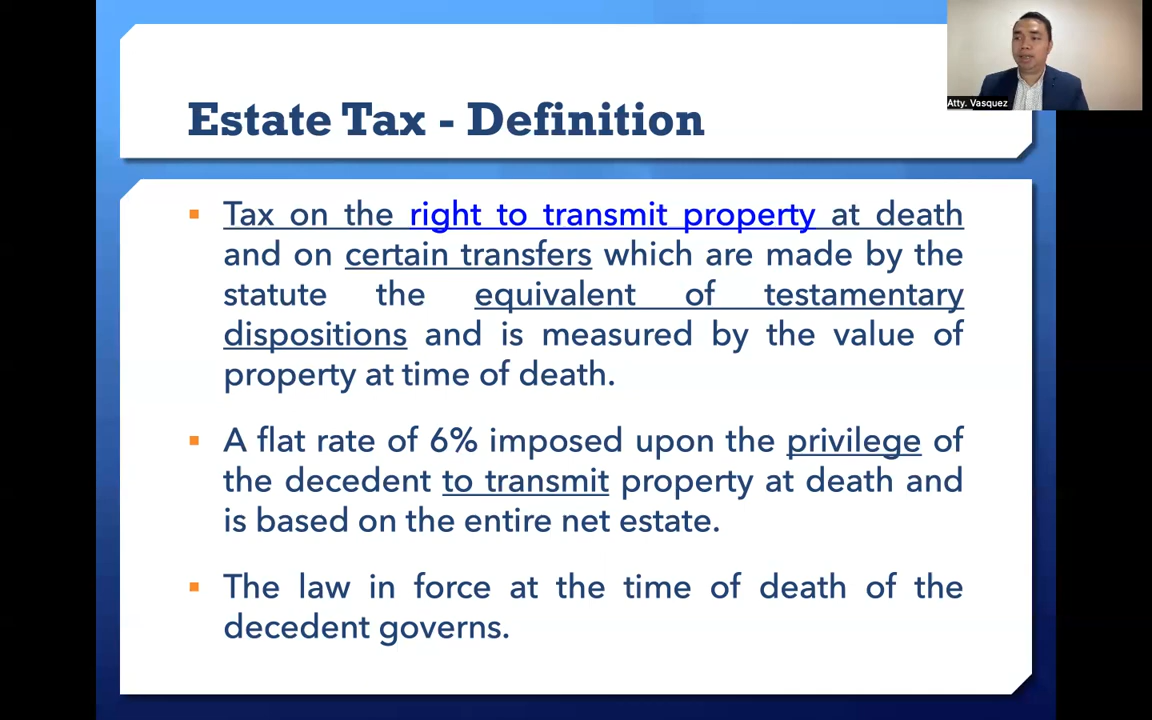 Atty. Vasquez
Estate Tax - Definition
▪ Tax on the right to transmit property at death
and on certain transfers which are made by the
statute the equivalent of testamentary
dispositions and is measured by the value of
property at time of death.
▪ A flat rate of 6% imposed upon the privilege of
the decedent to transmit property at death and
is based on the entire net estate.
▪ The law in force at the time of death of the
decedent governs.